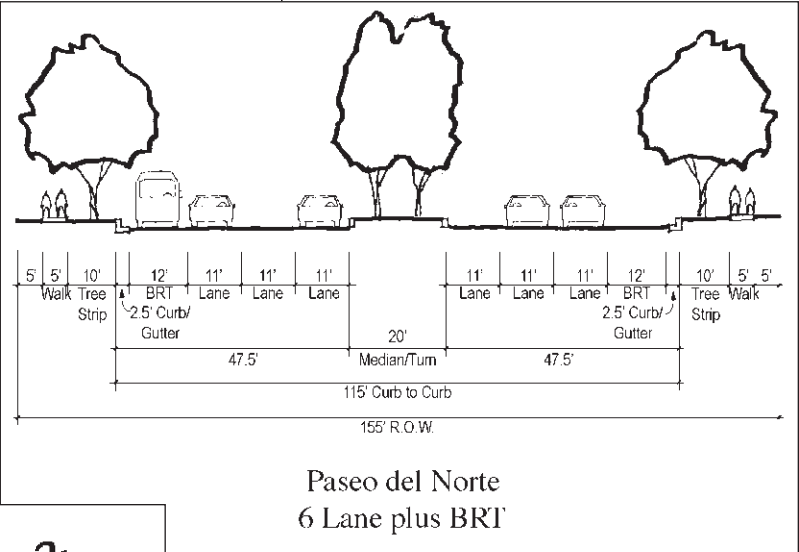 5' 5' 10' 12' 11' 11' 11' 11' 11' 11' 12' 10' 5' 5'
Walk Tree BRT Lane Lane Lane Lane Lane Lane BRT Tree Walk
Strip 2.5' Curb/ 2.5' Curb/ Strip
Gutter 20' Gutter
47.5' Median/Turn 47.5'
115' Curb to Curb
155' R.O.W.
Paseo del Norte
6 Lane plus BRT